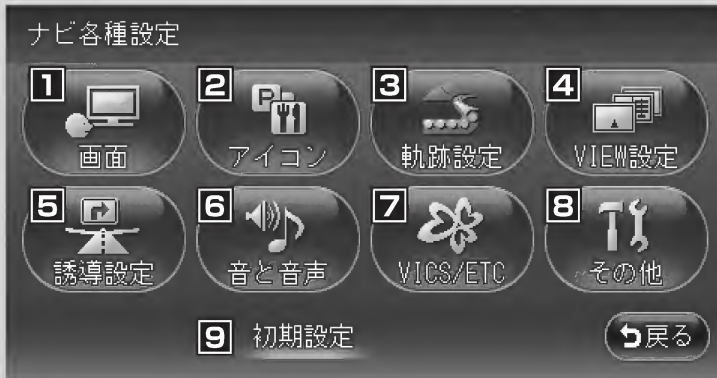 ナビ各種設定
1 2 3 4
画面 アイコン 軌跡設定 VIEW設定
5 6 7 8
誘導設定 音と音声 VICS/ETC その他
9 初期設定 戻る